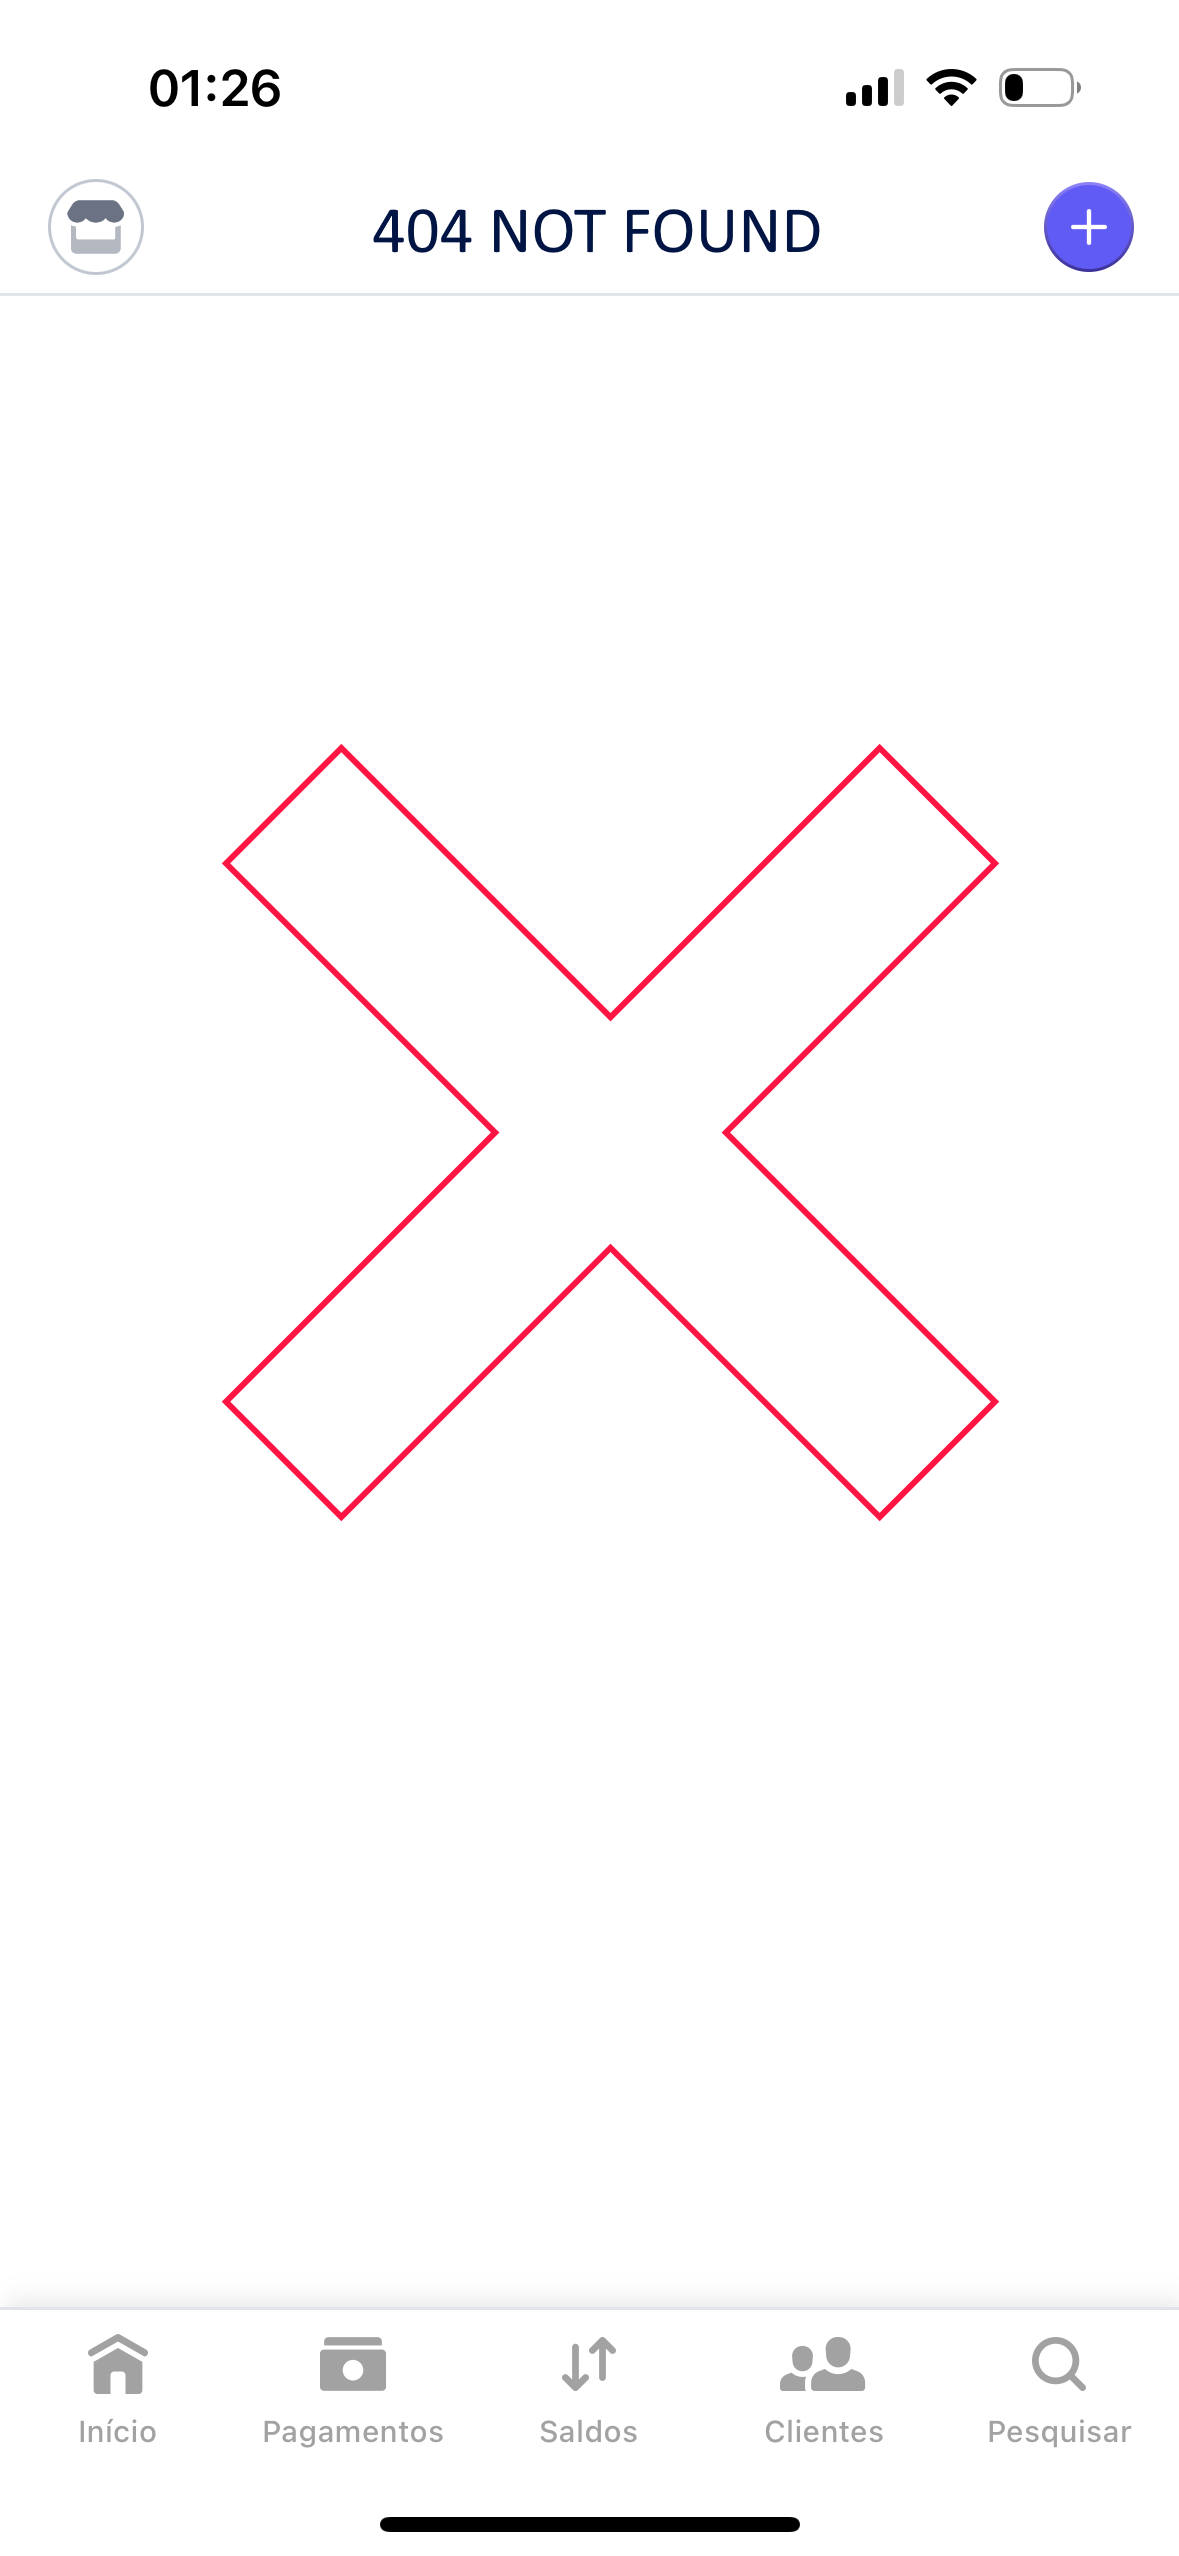 01:26
404 NOT FOUND
Início Pagamentos Saldos Clientes Pesquisar